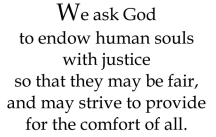 We ask God
to endow human souls
with justice
so that they may be fair,
and may strive to provide
for the comfort of all.